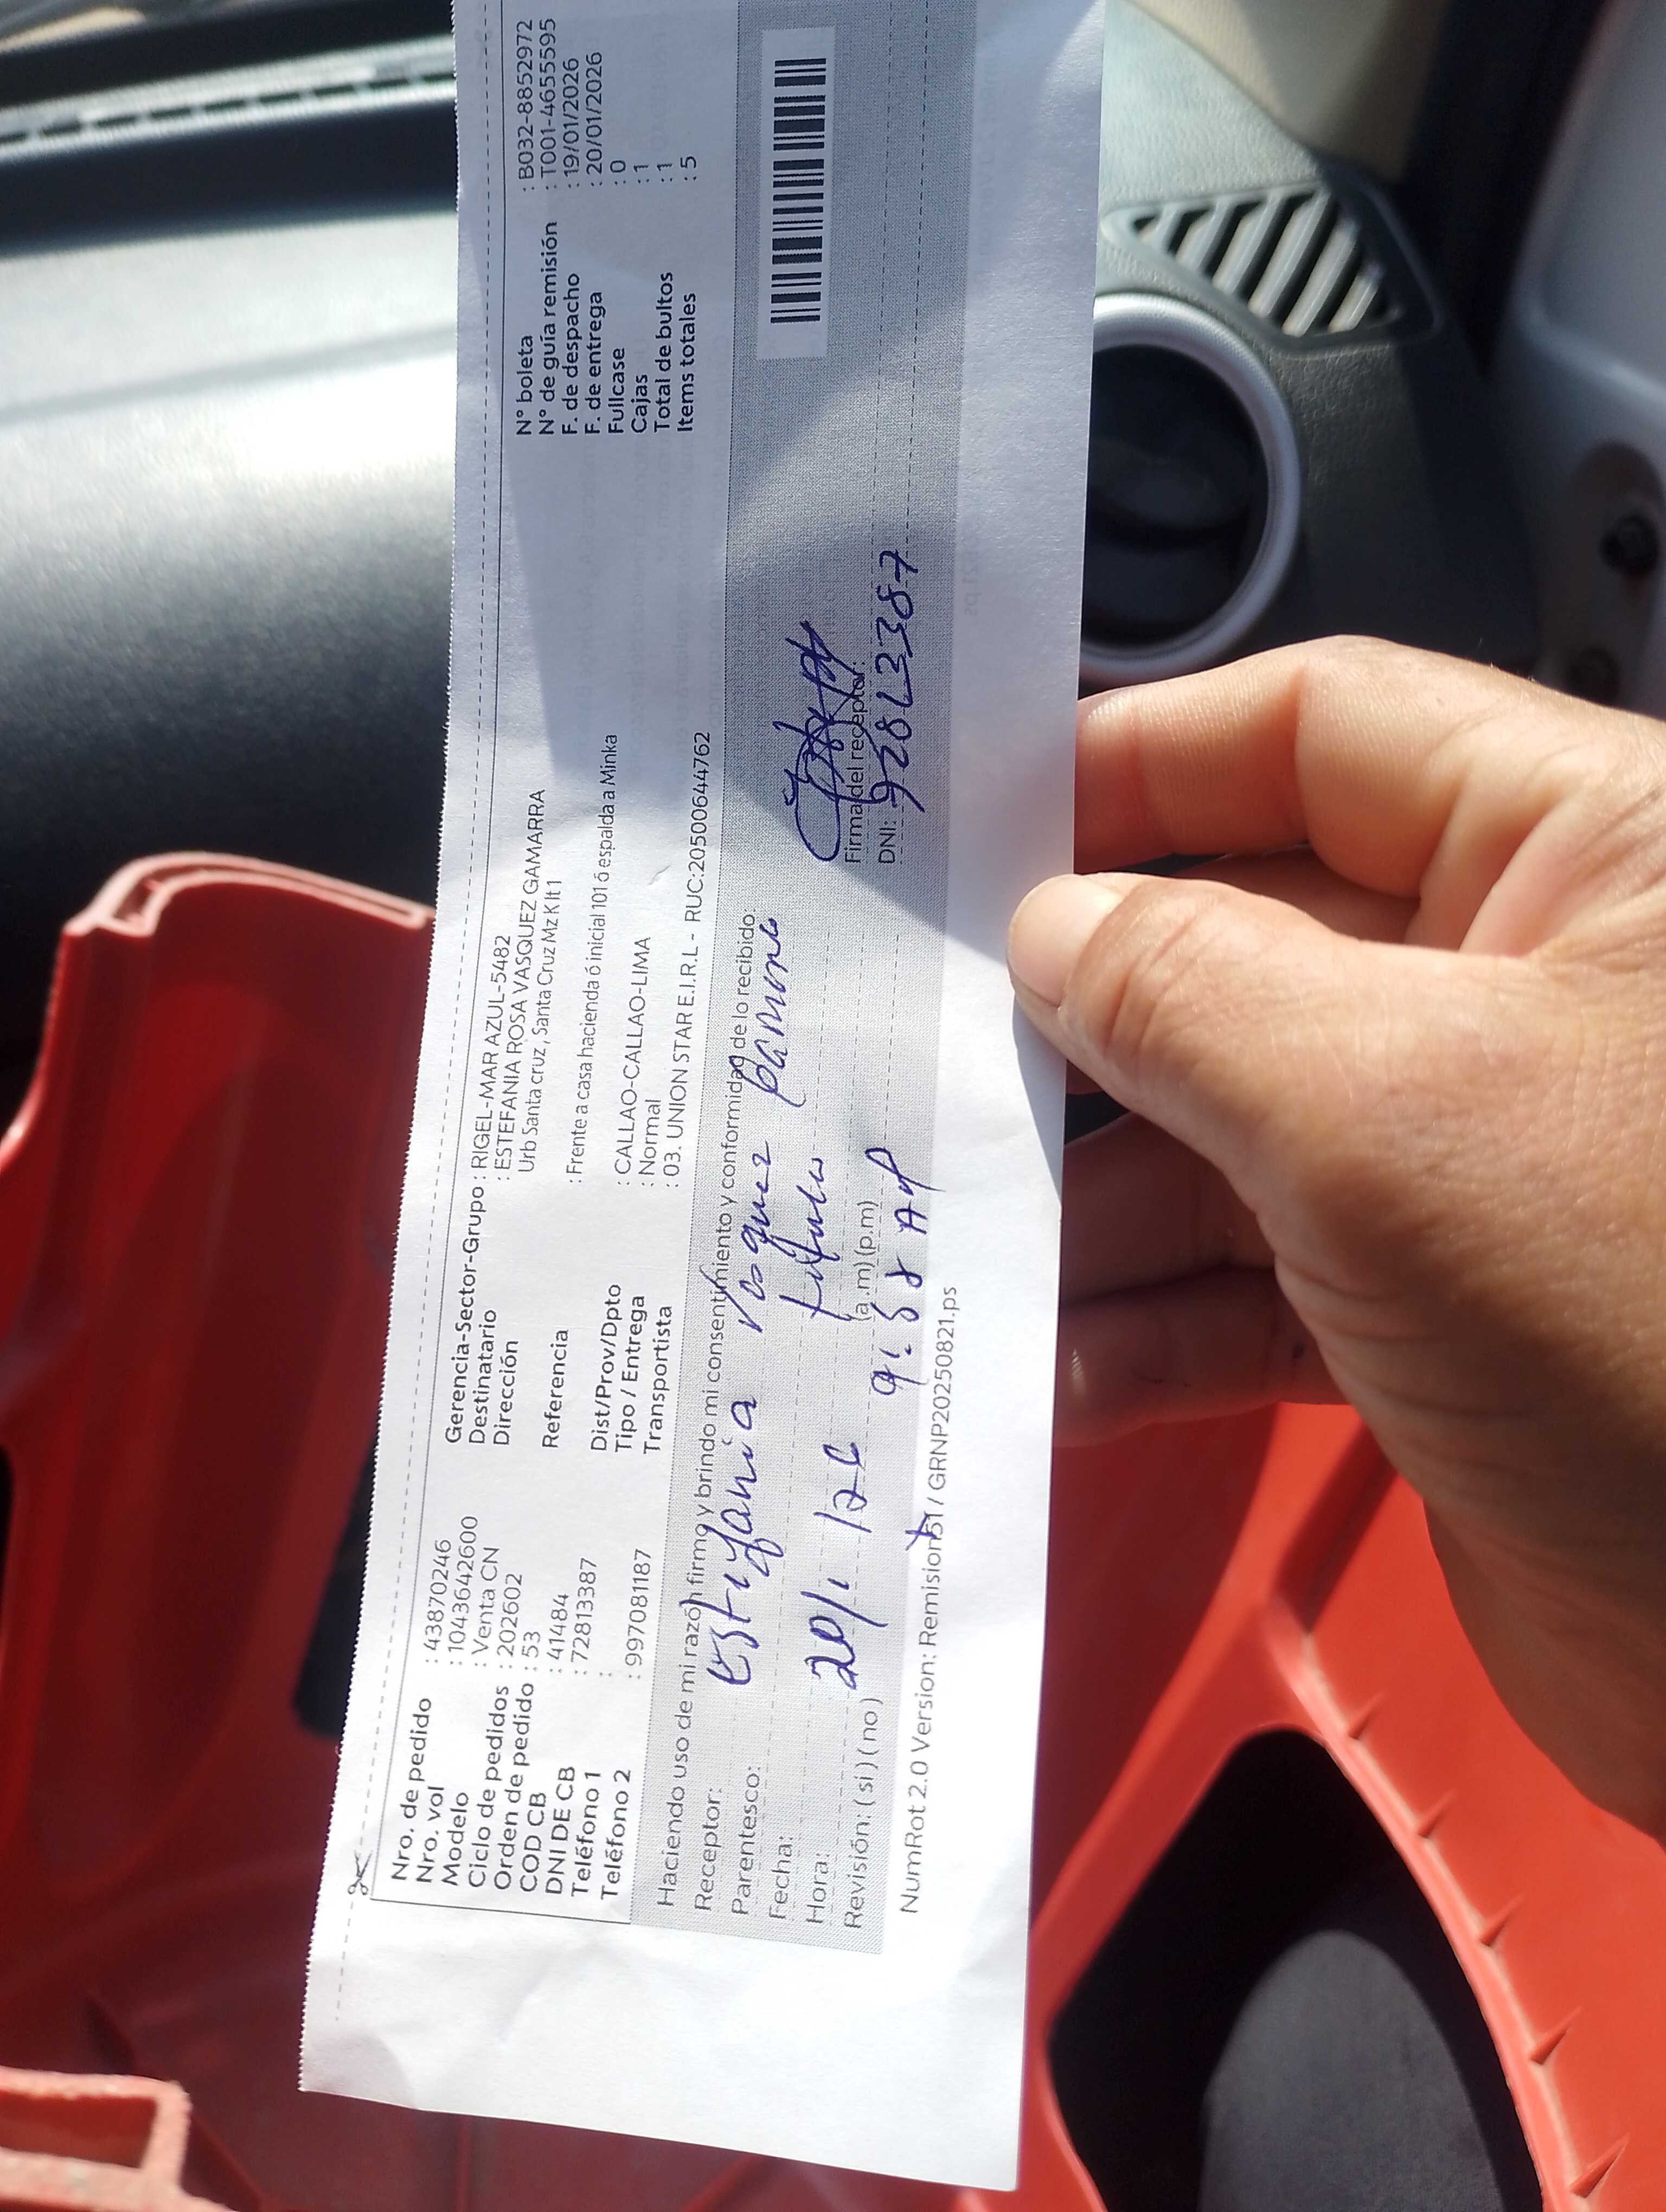 Nro. de pedido : 43870246
Nro. val : 1043642600
Modelo : Venta CN
Ciclo de pedidos : 202602
Orden de pedido : 53
COD CB : 41484
DNI DE CB : 72813387
Teléfono 1 :
Teléfono 2 : 997081187
Gerencia-Sector-Grupo : RIGEL-MAR AZUL-5482
Destinatario : ESTEFANIA ROSA VASQUEZ GAMARRA
Dirección Urb Santa cruz, Santa Cruz Mz K lt 1
Referencia : Frente a casa hacienda ó inicial 101 ó espalda a Minka
Dist/Prov/Dpto : CALLAO-CALLAO-LIMA
Tipo / Entrega : Normal
Transportista : 03. UNION STAR E.I.R.L - RUC:20500644762
N° boleta : B032-8852972
N° de guía remisión : T001-46555595
F. de despacho : 19/01/2026
F. de entrega : 20/01/2026
Fullcase : 0
Cajas : 1
Total de bultos : 1
Items totales : 5
Haciendo uso de mi razón firmo y brindo mi consentimiento y conformidad de lo recibido:
Receptor: Estefania Vasquez
Parentesco:
Fecha: 20/1/26
Hora: (a.m)(p.m) 9:58 AM
Revisión: (si)(no)
Firma del receptor:
DNI:
NumRot 2.0 Version: Remision51 / GRNP20250821.ps